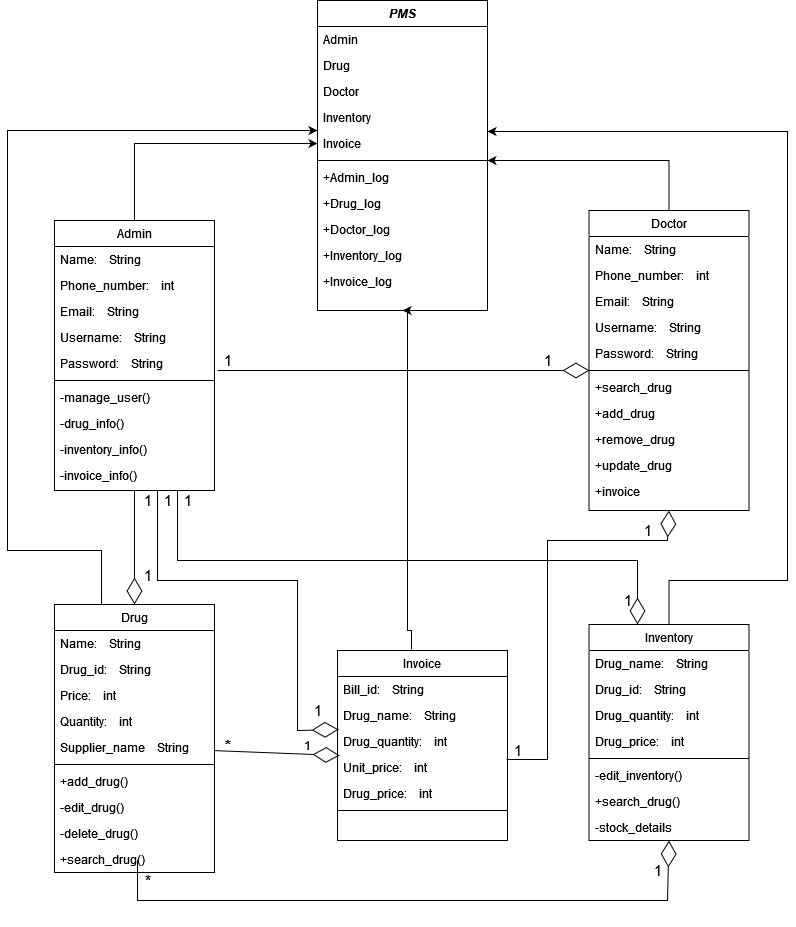 PMS
Admin
Drug
Doctor
Inventory
Invoice
+Admin_log
+Drug_log
+Doctor_log
+Inventory_log
+Invoice_log
Admin
Name: String
Phone_number: int
Email: String
Username: String
Password: String
-manage_user()
-drug_info()
-inventory_info()
-invoice_info()
Doctor
Name: String
Phone_number: int
Email: String
Username: String
Password: String
+search_drug
+add_drug
+remove_drug
+update_drug
+invoice
1
1
1
1
1
1
1
1
Drug
Name: String
Drug_id: String
Price: int
Quantity: int
Supplier_name String
+add_drug()
-edit_drug()
-delete_drug()
+search_drug()
*
1
1
*
Invoice
Bill_id: String
Drug_name: String
Drug_quantity: int
Unit_price: int
Drug_price: int
1
Inventory
Drug_name: String
Drug_id: String
Drug_quantity: int
Drug_price: int
-edit_inventory()
+search_drug()
-stock_details
1